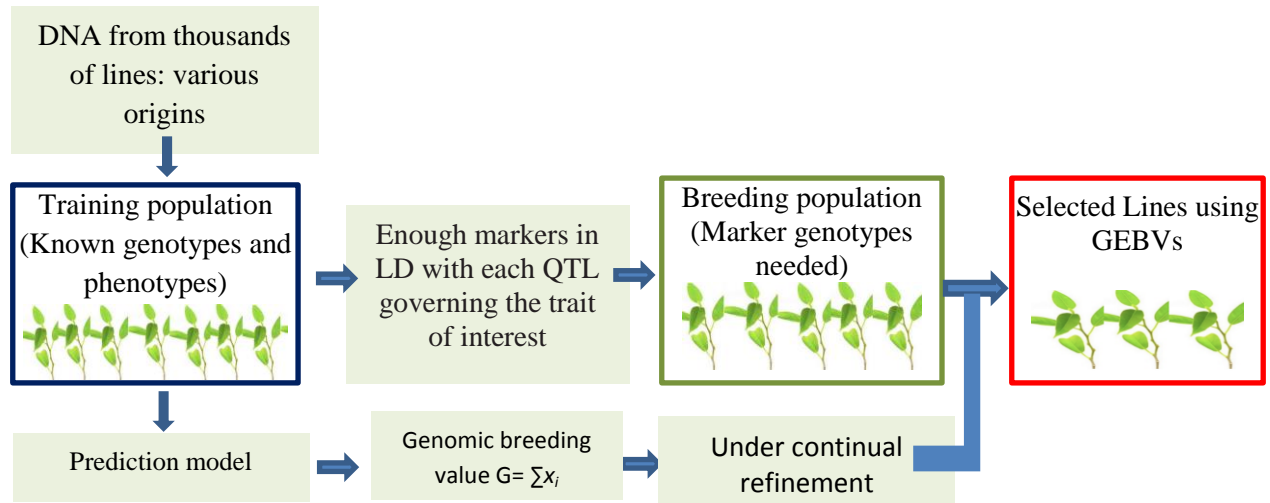 DNA from thousands
of lines: various
origins
Training population
(Known genotypes and
phenotypes)
Enough markers in
LD with each QTL
governing the trait
of interest
Breeding population
(Marker genotypes
needed)
Selected Lines using
GEBVs
Prediction model
Genomic breeding
value G= ∑xᵢ
Under continual
refinement